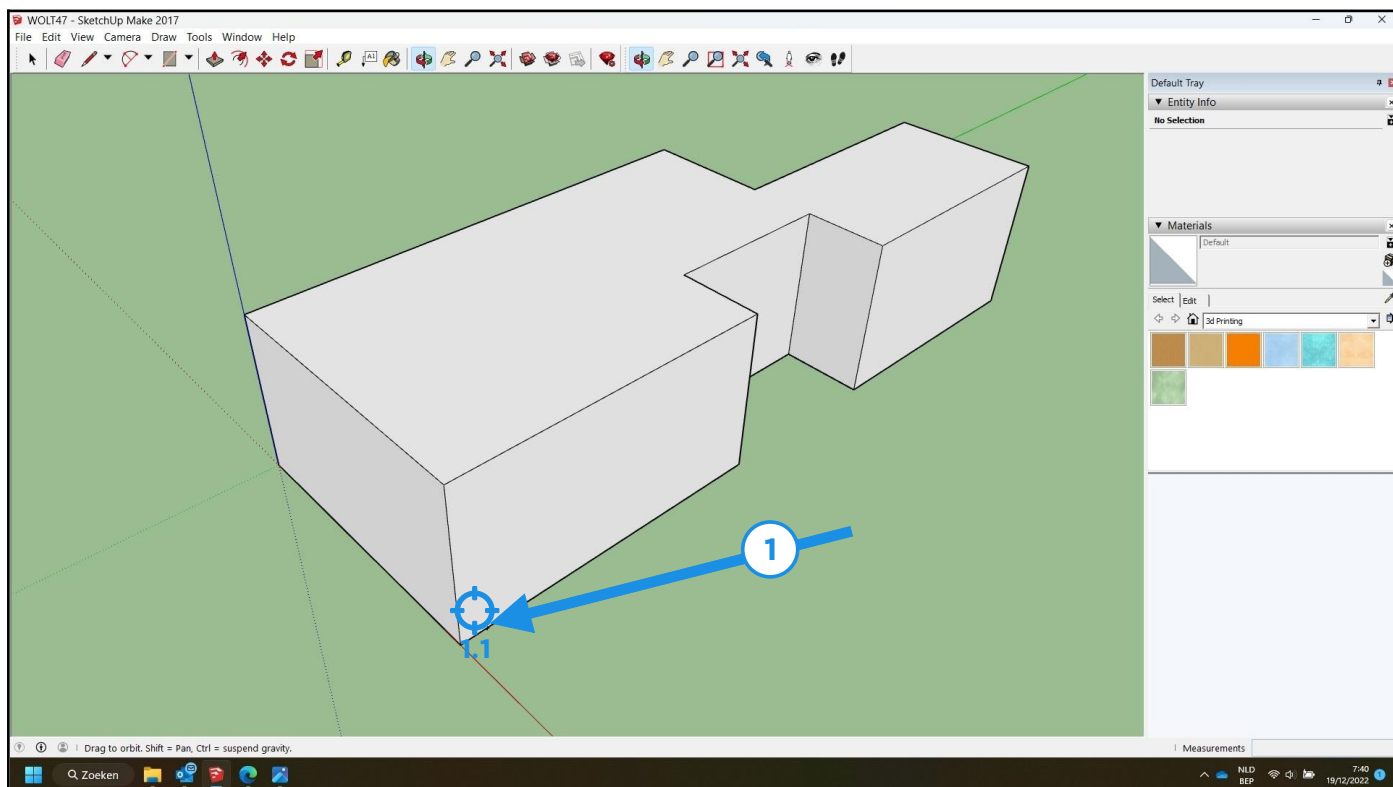 WOLT47 - SketchUp Make 2017
File Edit View Camera Draw Tools Window Help
A1
Default Tray
Entity Info
No Selection
Materials
Default
Select Edit
3d Printing
1
1.1
Drag to orbit. Shift = Pan, Ctrl = suspend gravity.
Measurements
Zoeken
NLD
BEP
7:40
19/12/2022
1